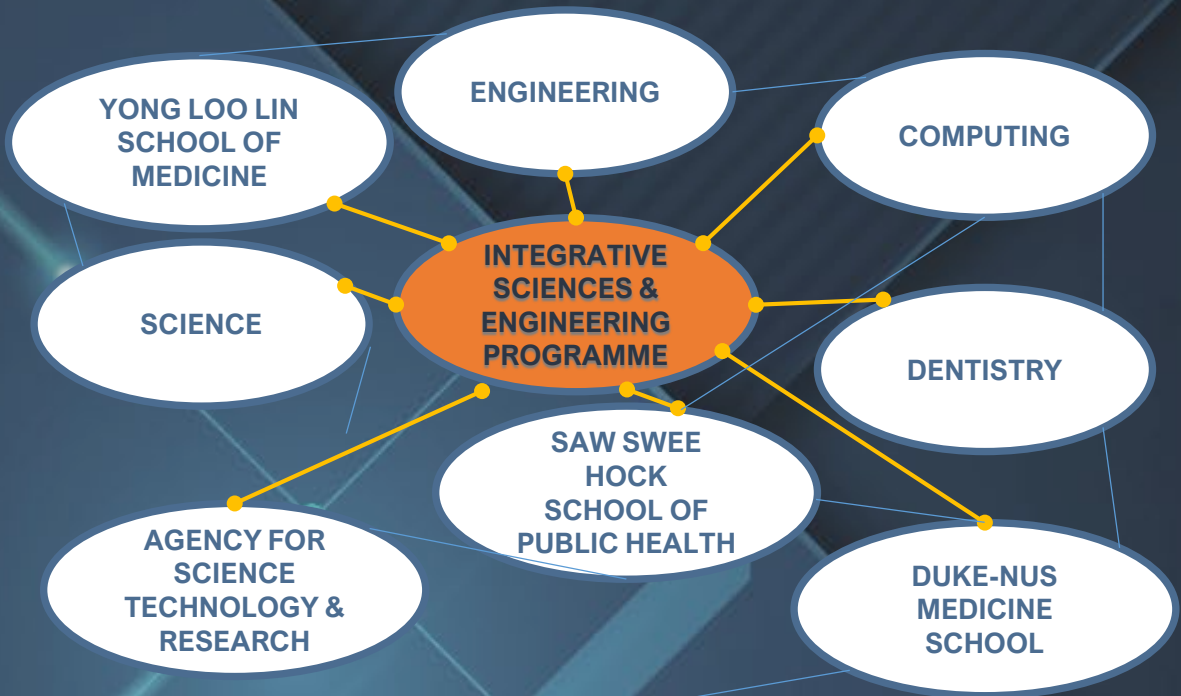 ENGINEERING
YONG LOO LIN
SCHOOL OF
MEDICINE
COMPUTING
INTEGRATIVE
SCIENCES &
ENGINEERING
PROGRAMME
SCIENCE
DENTISTRY
SAW SWEE
HOCK
SCHOOL OF
PUBLIC HEALTH
AGENCY FOR
SCIENCE
TECHNOLOGY &
RESEARCH
DUKE-NUS
MEDICINE
SCHOOL